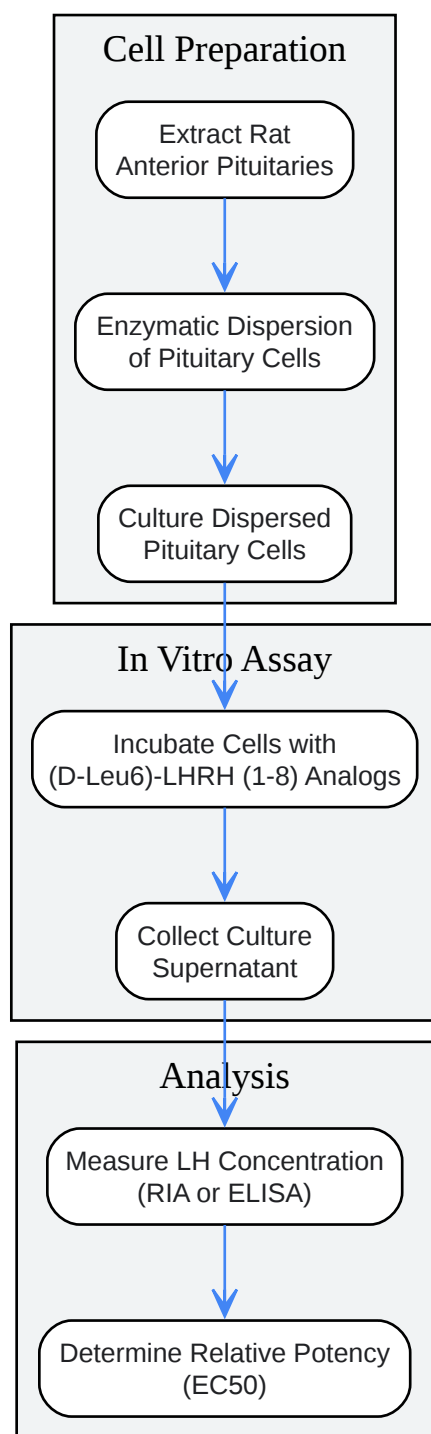 Cell Preparation
Extract Rat
Anterior Pituitaries
Enzymatic Dispersion
of Pituitary Cells
Culture Dispersed
Pituitary Cells
In Vitro Assay
Incubate Cells with
(D-Leu6)-LHRH (1-8) Analogs
Collect Culture
Supernatant
Analysis
Measure LH Concentration
(RIA or ELISA)
Determine Relative Potency
(EC50)